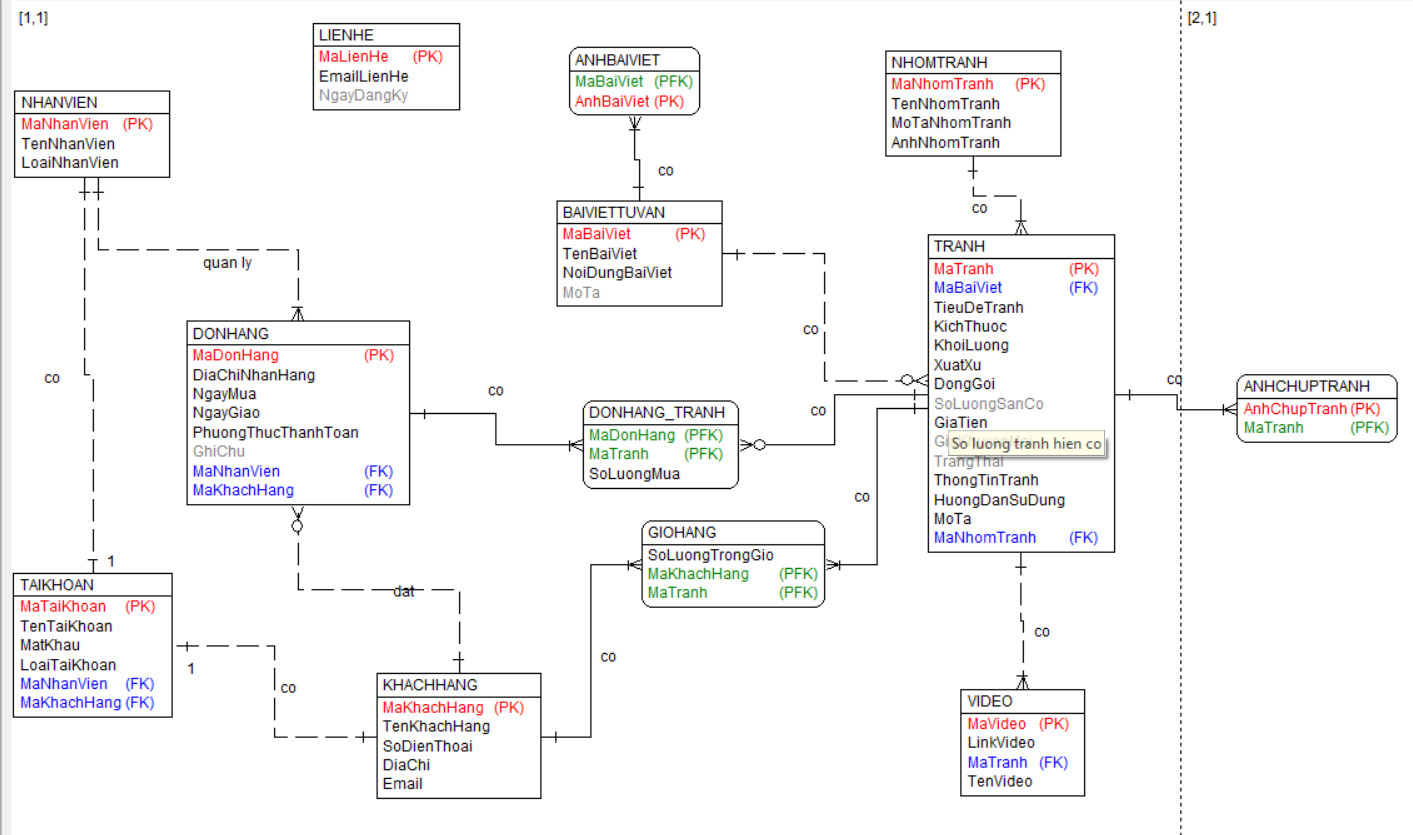 [1,1]
[2,1]
LIENHE
MaLienHe (PK)
EmailLienHe
NgayDangKy
ANHBAIVIET
MaBaiViet (PFK)
AnhBaiViet (PK)
NHOMTRANH
MaNhomTranh (PK)
TenNhomTranh
MoTaNhomTranh
AnhNhomTranh
NHANVIEN
MaNhanVien (PK)
TenNhanVien
LoaiNhanVien
co
co
BAIVIETTUVAN
MaBaiViet (PK)
TenBaiViet
NoiDungBaiViet
MoTa
quan ly
TRANH
MaTranh (PK)
MaBaiViet (FK)
TieuDeTranh
KichThuoc
KhoiLuong
XuatXu
DongGoi
SoLuongSanCo
GiaTien
So luong tranh hien co
TrangThai
ThongTinTranh
HuongDanSuDung
MoTa
MaNhomTranh (FK)
DONHANG
MaDonHang (PK)
DiaChiNhanHang
NgayMua
NgayGiao
PhuongThucThanhToan
GhiChu
MaNhanVien (FK)
MaKhachHang (FK)
co
co
co
co
co
ANHCHUPTRANH
AnhChupTranh (PK)
MaTranh (PFK)
DONHANG_TRANH
MaDonHang (PFK)
MaTranh (PFK)
SoLuongMua
co
GIOHANG
SoLuongTrongGio
MaKhachHang (PFK)
MaTranh (PFK)
1
TAIKHOAN
MaTaiKhoan (PK)
TenTaiKhoan
MatKhau
LoaiTaiKhoan
MaNhanVien (FK)
MaKhachHang (FK)
dat
1
co
co
co
KHACHHANG
MaKhachHang (PK)
TenKhachHang
SoDienThoai
DiaChi
Email
VIDEO
MaVideo (PK)
LinkVideo
MaTranh (FK)
TenVideo